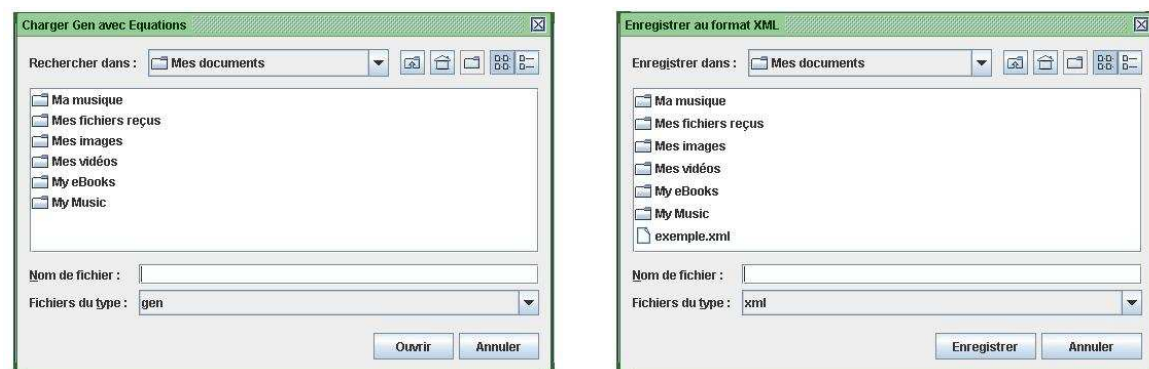 Charger Gen avec Equations
Rechercher dans :
Mes documents
Ma musique
Mes fichiers reçus
Mes images
Mes vidéos
My eBooks
My Music
Nom de fichier :
Fichiers du type : gen
Ouvrir Annuler
Enregistrer au format XML
Enregistrer dans :
Mes documents
Ma musique
Mes fichiers reçus
Mes images
Mes vidéos
My eBooks
My Music
exemple.xml
Nom de fichier :
Fichiers du type : xml
Enregistrer Annuler